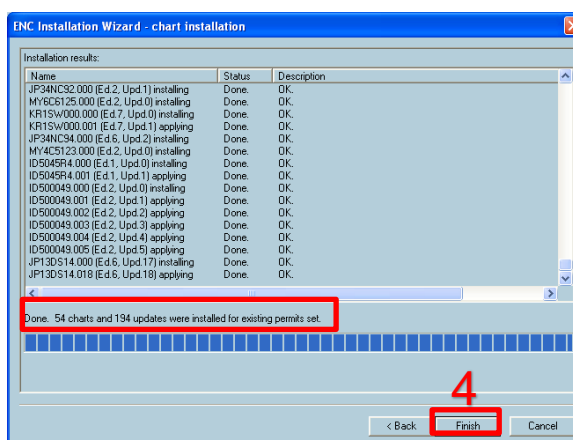 ENC Installation Wizard - chart installation
Installation results:
Name Status Description
JP34NC92.000 (Ed.2, Upd.1) installing Done. OK.
MY6C6125.000 (Ed.2, Upd.0) installing Done. OK.
KR1SW000.000 (Ed.7, Upd.0) installing Done. OK.
KR1SW000.001 (Ed.7, Upd.1) applying Done. OK.
JP34NC94.000 (Ed.6, Upd.2) installing Done. OK.
MY4C5123.000 (Ed.2, Upd.0) installing Done. OK.
ID5045R4.000 (Ed.1, Upd.0) installing Done. OK.
ID5045R4.001 (Ed.1, Upd.1) applying Done. OK.
ID500049.000 (Ed.2, Upd.0) installing Done. OK.
ID500049.001 (Ed.2, Upd.1) applying Done. OK.
ID500049.002 (Ed.2, Upd.2) applying Done. OK.
ID500049.003 (Ed.2, Upd.3) applying Done. OK.
ID500049.004 (Ed.2, Upd.4) applying Done. OK.
ID500049.005 (Ed.2, Upd.5) applying Done. OK.
JP13DS14.000 (Ed.6, Upd.17) installing Done. OK.
JP13DS14.018 (Ed.6, Upd.18) applying Done. OK.
Done. 54 charts and 194 updates were installed for existing permits set.
4
< Back Finish Cancel